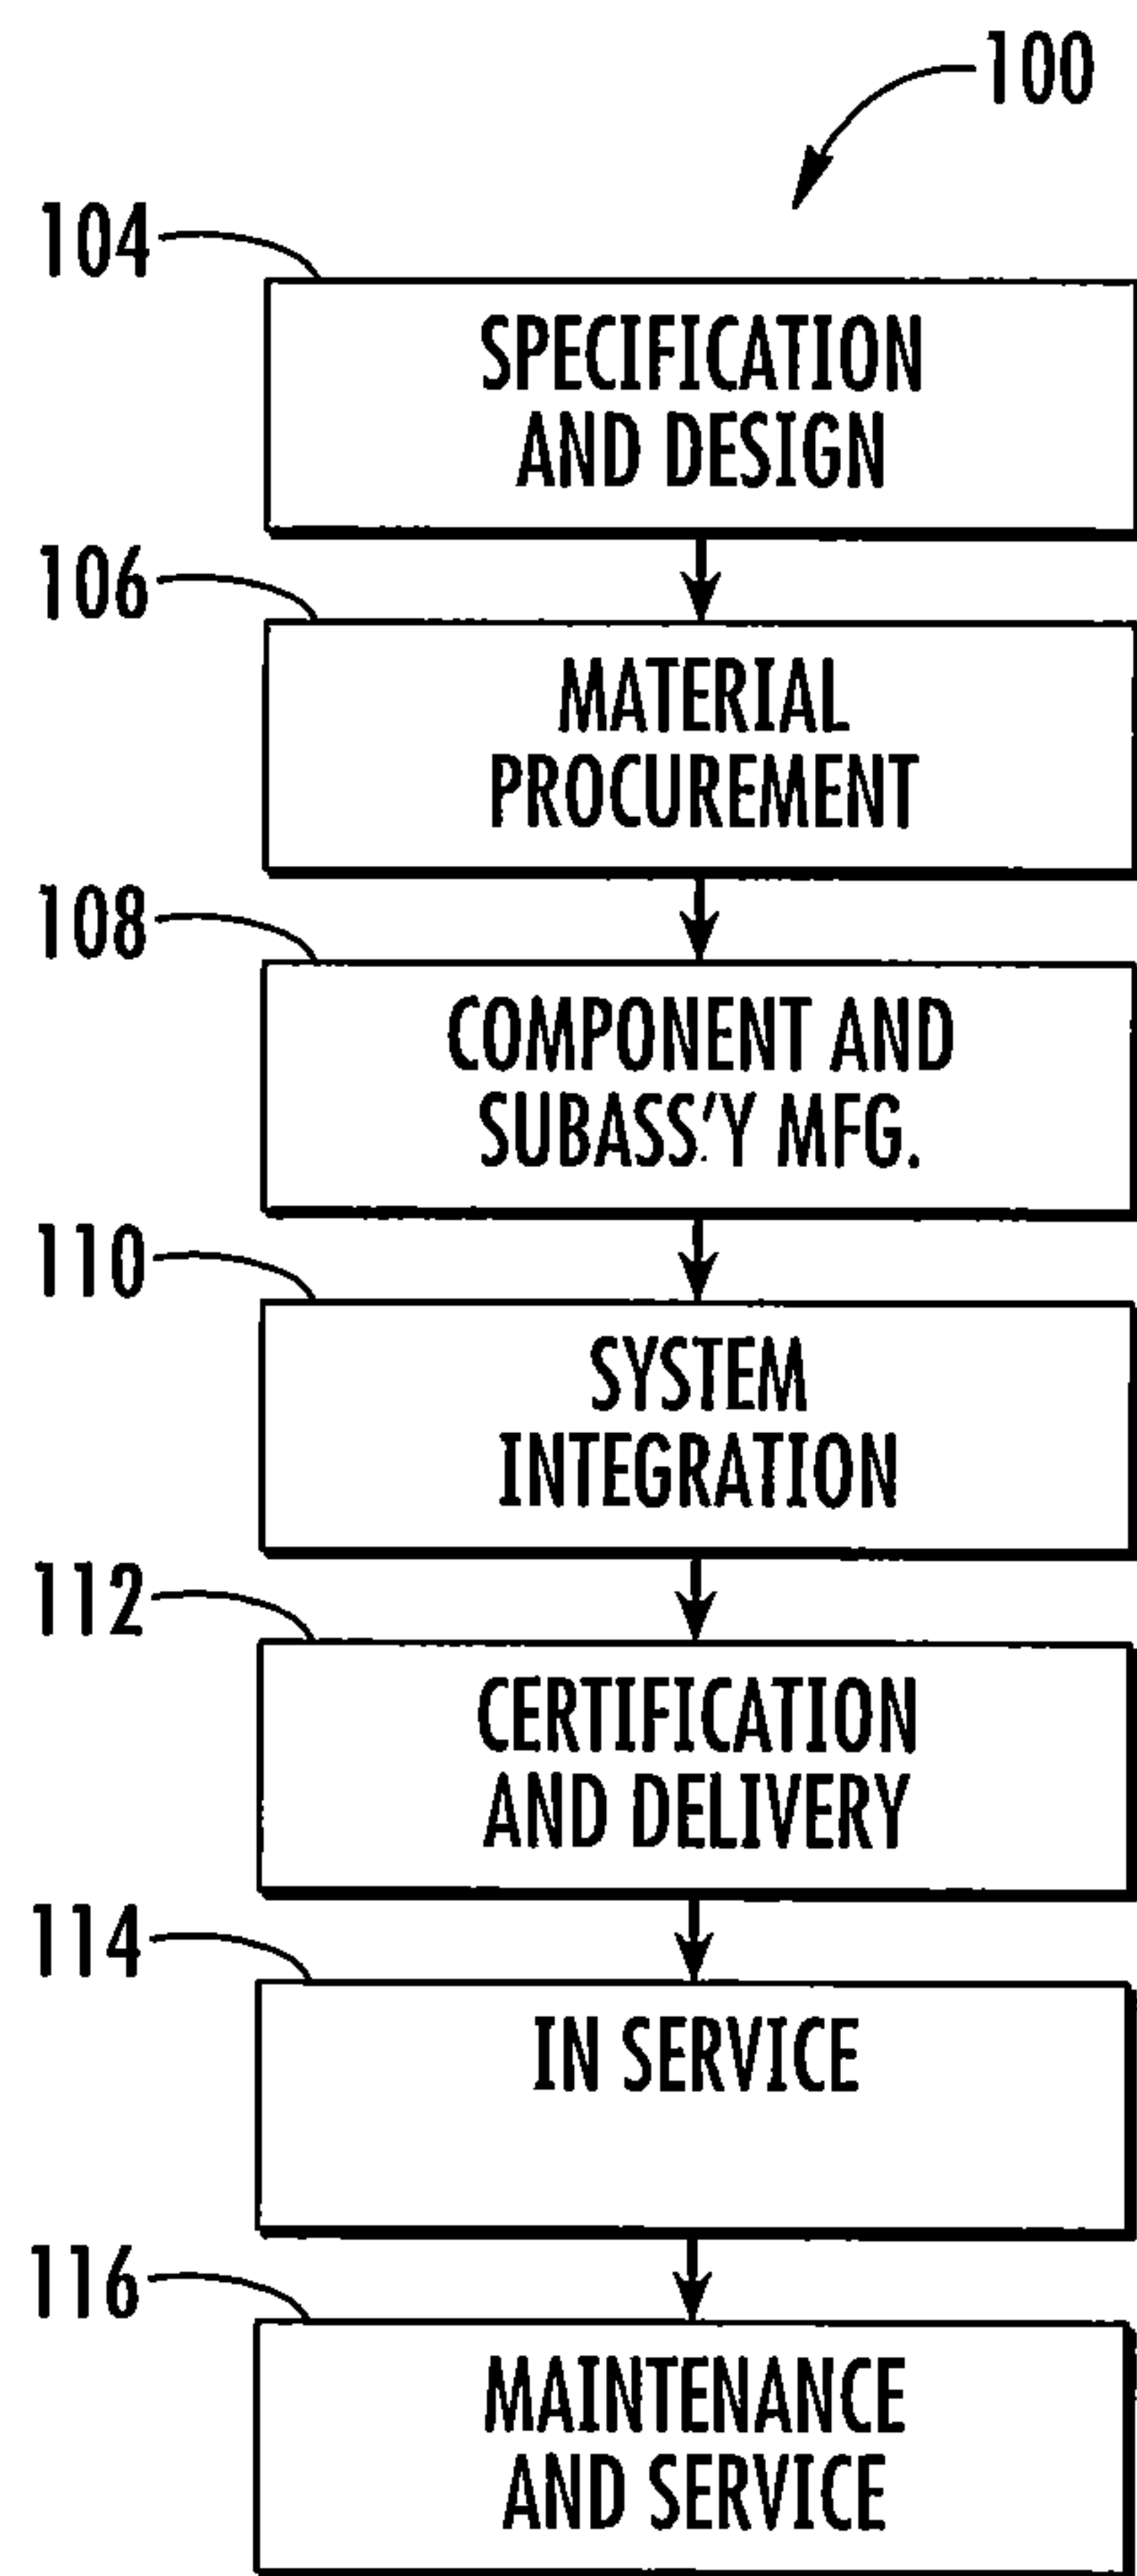 100
104
SPECIFICATION
AND DESIGN
106
MATERIAL
PROCUREMENT
108
COMPONENT AND
SUBASS'Y MFG.
110
SYSTEM
INTEGRATION
112
CERTIFICATION
AND DELIVERY
114
IN SERVICE
116
MAINTENANCE
AND SERVICE